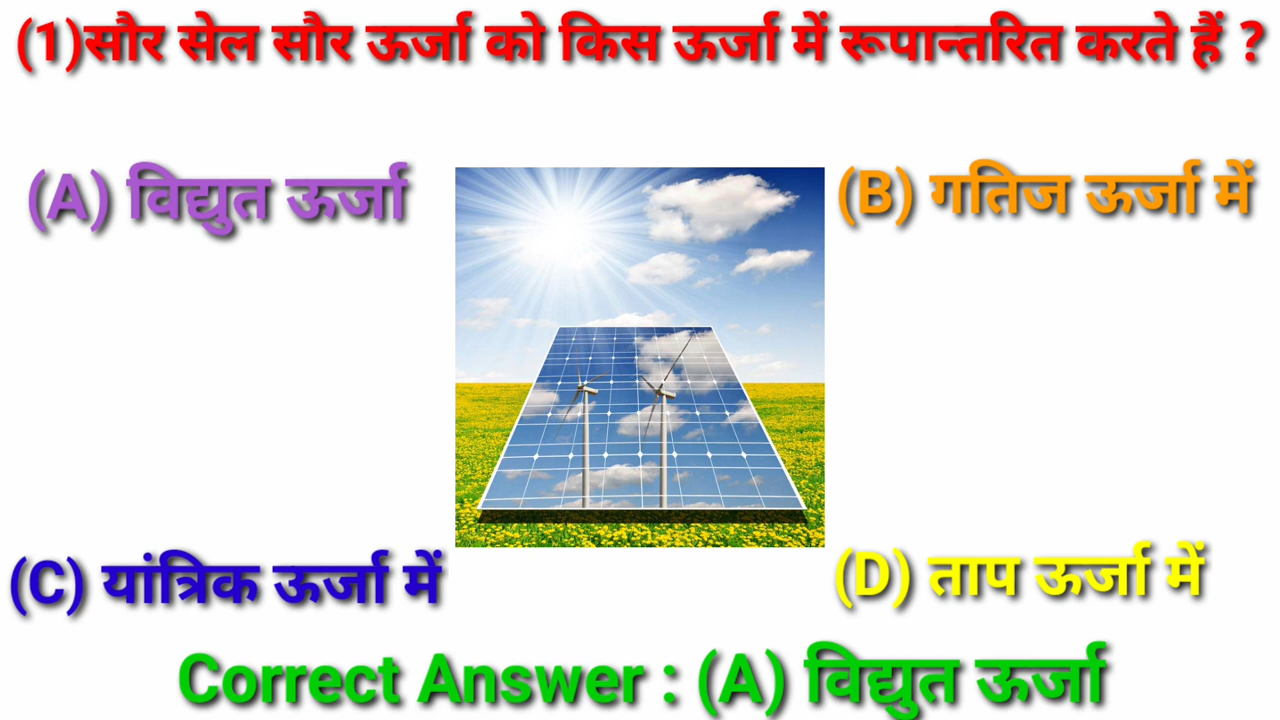 (1)सौर सेल सौर ऊर्जा को किस ऊर्जा में रूपान्तरित करते हैं ?
(A) विद्युत ऊर्जा
(B) गतिज ऊर्जा में
(C) यांत्रिक ऊर्जा में
(D) ताप ऊर्जा में
Correct Answer : (A) विद्युत ऊर्जा